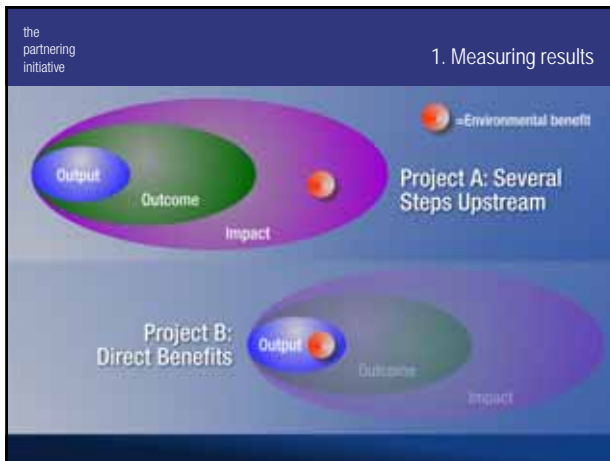 the
partnering
initiative
1. Measuring results
=Environmental benefit
Output
Outcome
Impact
Project A: Several
Steps Upstream
Project B:
Direct Benefits
Output
Outcome
Impact